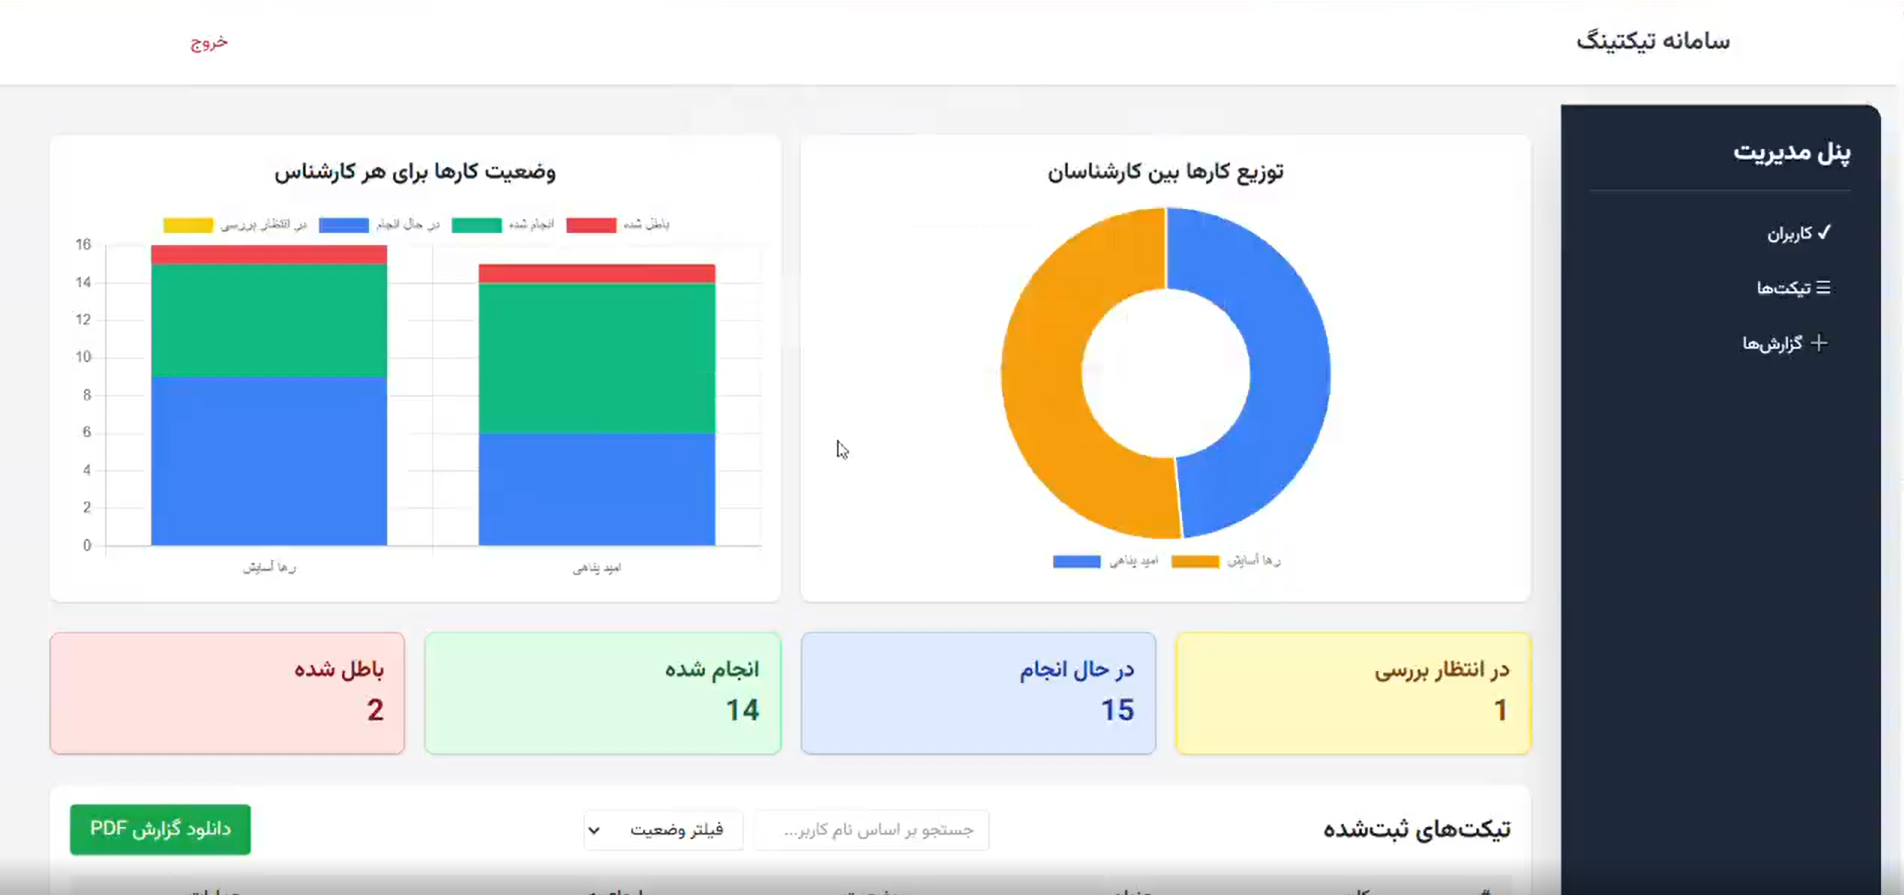 سامانه تیکتینگ
خروج
پنل مدیریت
کاربران
تیکت‌ها
گزارش‌ها
توزیع کارها بین کارشناسان
امید پناهی
رها آسایش
وضعیت کارها برای هر کارشناس
در انتظار بررسی
در حال انجام
انجام شده
باطل شده
16
14
12
10
8
6
4
2
0
رها آسایش
امید پناهی
در انتظار بررسی
1
در حال انجام
15
انجام شده
14
باطل شده
2
تیکت‌های ثبت‌شده
جستجو بر اساس نام کاربر...
فیلتر وضعیت
دانلود گزارش PDF